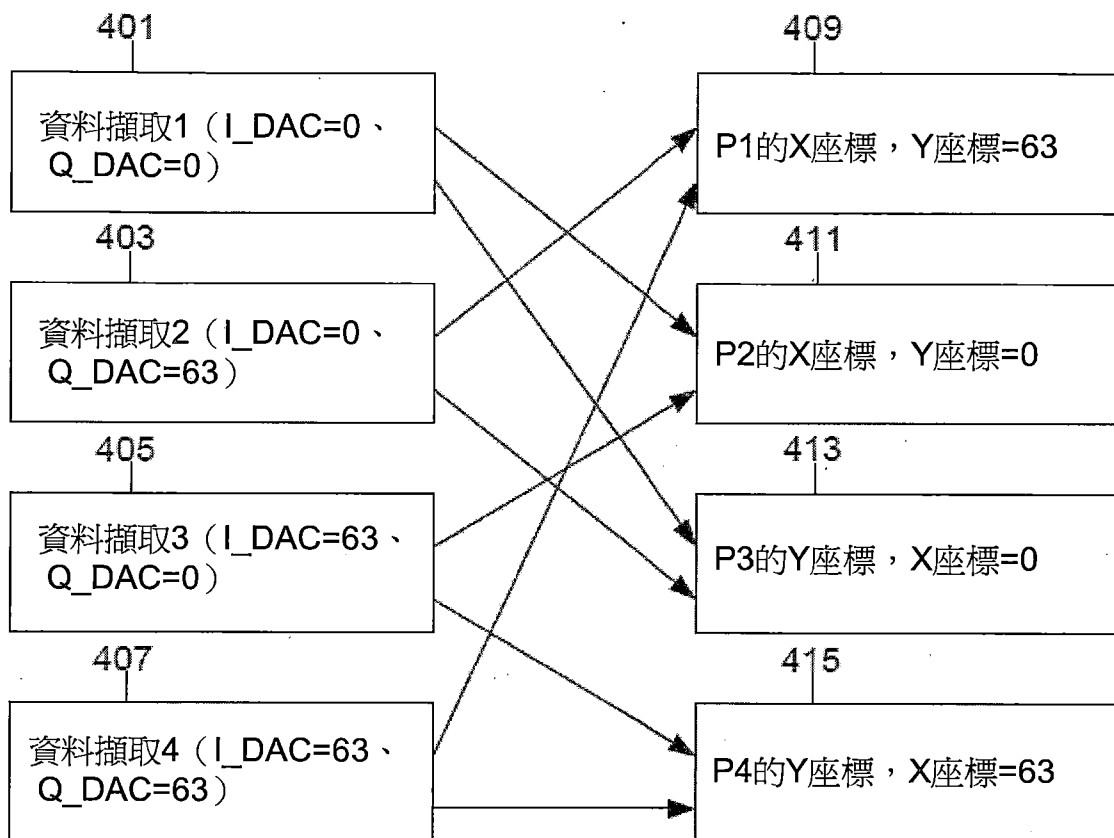 401
資料擷取1（I_DAC=0、
Q_DAC=0）
403
資料擷取2（I_DAC=0、
Q_DAC=63）
405
資料擷取3（I_DAC=63、
Q_DAC=0）
407
資料擷取4（I_DAC=63、
Q_DAC=63）
409
P1的X座標，Y座標=63
411
P2的X座標，Y座標=0
413
P3的Y座標，X座標=0
415
P4的Y座標，X座標=63